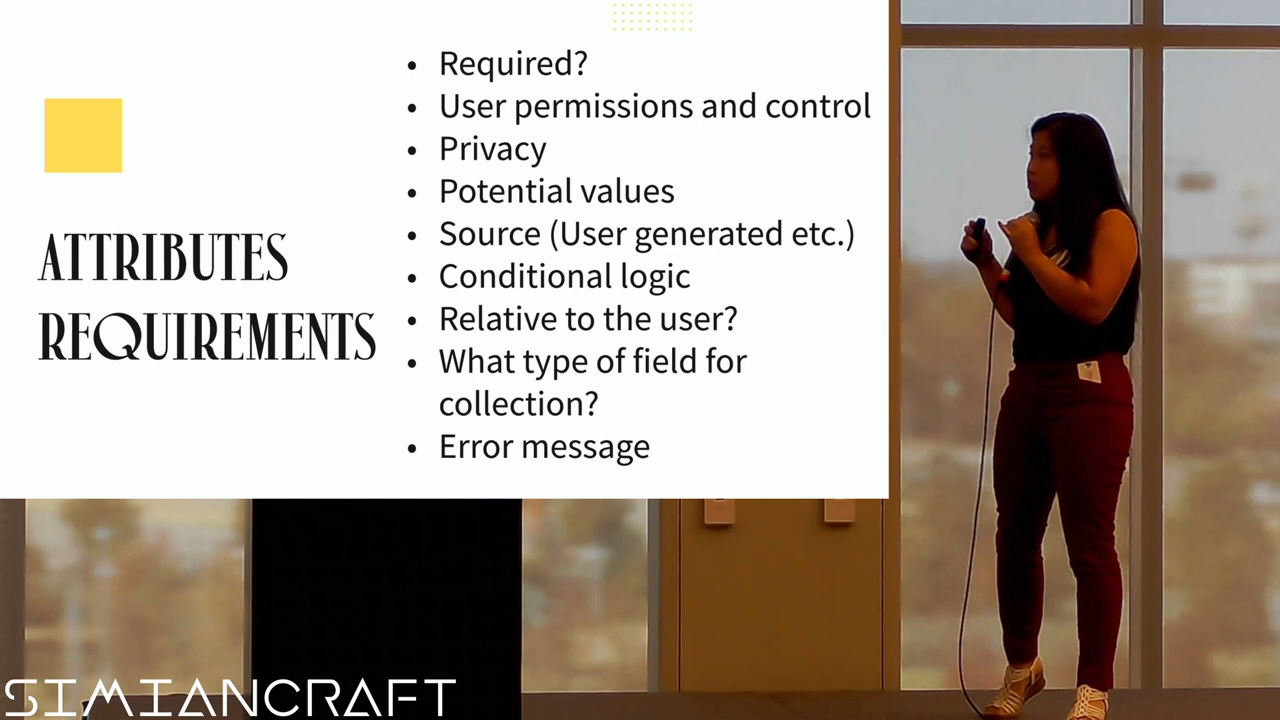 ATTRIBUTES
REQUIREMENTS
• Required?
• User permissions and control
• Privacy
• Potential values
• Source (User generated etc.)
• Conditional logic
• Relative to the user?
• What type of field for
collection?
• Error message
SIMIANCRAFT